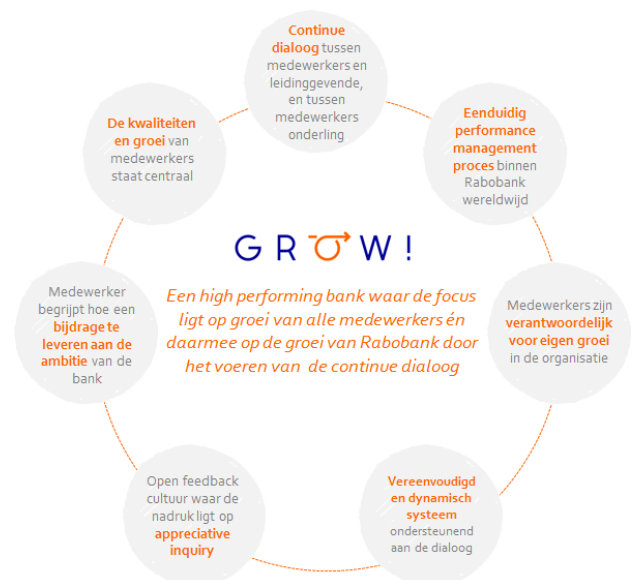 Continue
dialoog tussen
medewerkers en
leidinggevende,
en tussen
medewerkers
onderling
Eenduidig
performance
management
proces binnen
Rabobank
wereldwijd
Medewerkers zijn
verantwoordelijk
voor eigen groei
in de organisatie
Vereenvoudigd
en dynamisch
systeem
ondersteunend
aan de dialoog
Open feedback
cultuur waar de
nadruk ligt op
appreciative
inquiry
Medewerker
begrijpt hoe een
bijdrage te
leveren aan de
ambitie van de
bank
De kwaliteiten
en groei van
medewerkers
staat centraal
GROW!
Een high performing bank waar de focus
ligt op groei van alle medewerkers én
daarmee op de groei van Rabobank door
het voeren van de continue dialoog